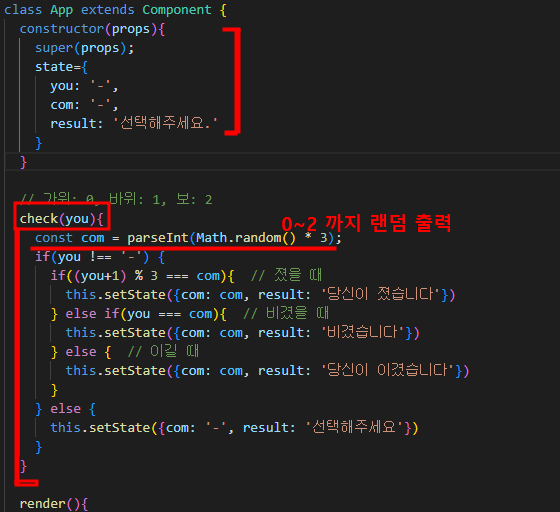 class App extends Component {
constructor(props){
super(props);
state={
you: '-',
com: '-',
result: '선택해주세요.'
}
}
// 가위: 0, 바위: 1, 보: 2
check(you){
0~2 까지 랜덤 출력
const com = parseInt(Math.random() * 3);
if(you !== '-') {
if((you+1) % 3 === com){  // 졌을 때
this.setState({com: com, result: '당신이 졌습니다'})
} else if(you === com){  // 비겼을 때
this.setState({com: com, result: '비겼습니다'})
} else {  // 이길 때
this.setState({com: com, result: '당신이 이겼습니다'})
}
} else {
this.setState({com: '-', result: '선택해주세요'})
}
}
render(){